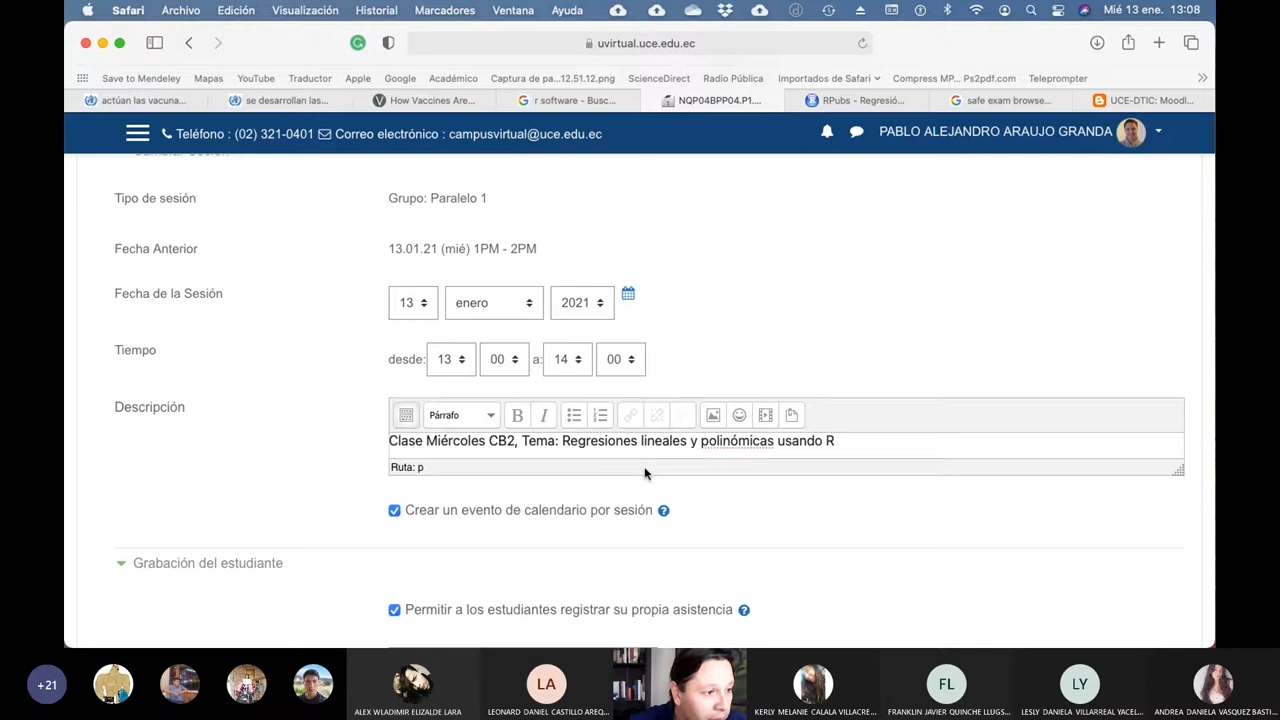 Safari Archivo Edición Visualización Historial Marcadores Ventana Ayuda Mié 13 ene. 13:08
uvirtual.uce.edu.ec
Save to Mendeley Mapas YouTube Traductor Apple Google Académico Captura de pa...12.51.12.png ScienceDirect Radio Pública Importados de Safari Compress MP... Ps2pdf.com Teleprompter
actúan las vacuna... se desarrollan las... How Vaccines Are... r software - Busc... NQP04BPP04.P1.... RPubs - Regresió... safe exam browse... UCE-DTIC: Moodl...
Teléfono : (02) 321-0401 Correo electrónico : campusvirtual@uce.edu.ec PABLO ALEJANDRO ARAUJO GRANDA
Tipo de sesión Grupo: Paralelo 1
Fecha Anterior 13.01.21 (mié) 1PM - 2PM
Fecha de la Sesión 13 enero 2021
Tiempo desde: 13 00 a: 14 00
Descripción Párrafo B I
Clase Miércoles CB2, Tema: Regresiones lineales y polinómicas usando R
Ruta: p
Crear un evento de calendario por sesión
Grabación del estudiante
Permitir a los estudiantes registrar su propia asistencia
+21 LA FL LY
ALEX WLADIMIR ELIZALDE LARA LEONARD DANIEL CASTILLO AREQ... KERLY MELANIE CALALA VILLACRE... FRANKLIN JAVIER QUINCHE LLUGS... LESLY DANIELA VILLARREAL YACEL... ANDREA DANIELA VASQUEZ BASTI...